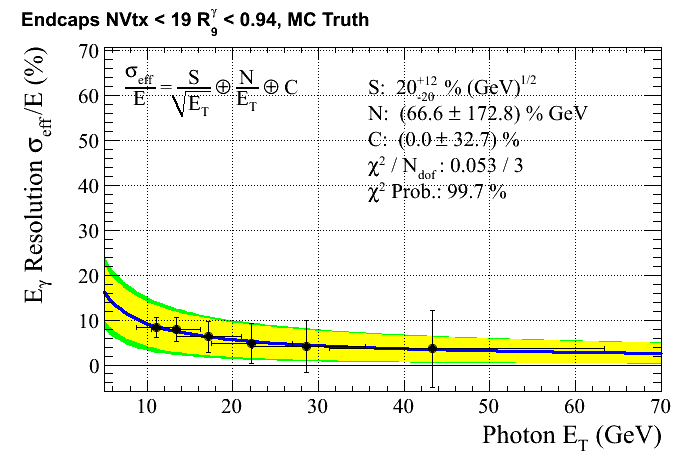 Endcaps NVtx < 19 R₉^γ < 0.94, MC Truth
E_γ Resolution σ_eff/E (%)
70
60
50
40
30
20
10
0
σ_eff/E = S/√E_T ⊕ N/E_T ⊕ C
S: 20 +12 -20 % (GeV)^1/2
N: (66.6 ± 172.8) % GeV
C: (0.0 ± 32.7) %
χ² / N_dof : 0.053 / 3
χ² Prob.: 99.7 %
10 20 30 40 50 60 70
Photon E_T (GeV)